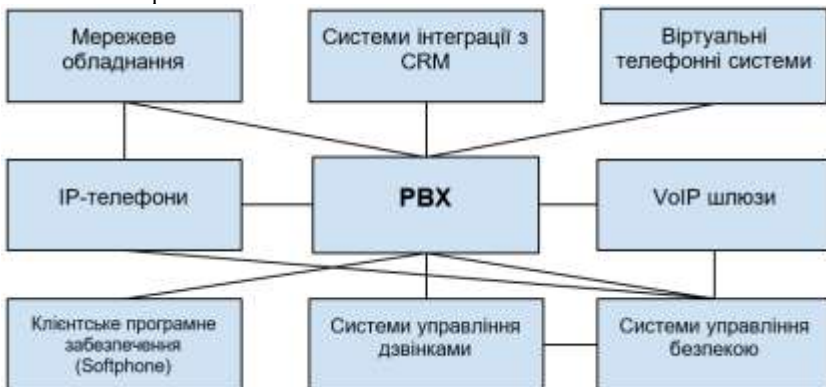 Мережеве
обладнання
Системи інтеграції з
CRM
Віртуальні
телефонні системи
IP-телефони
PBX
VoIP шлюзи
Клієнтське програмне
забезпечення
(Softphone)
Системи управління
дзвінками
Системи управління
безпекою